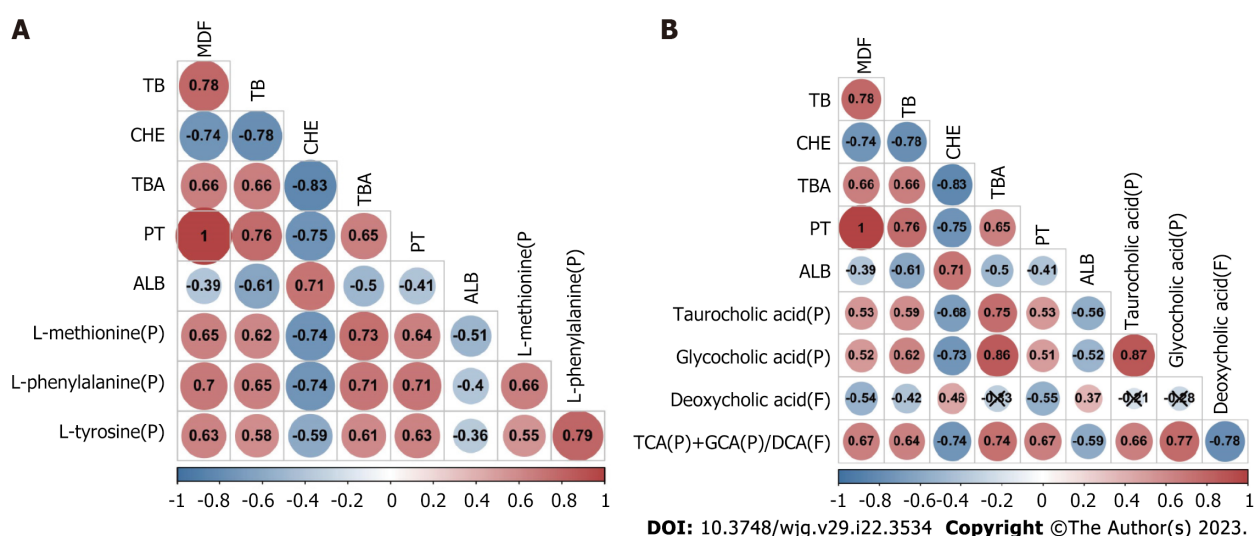 A
MDF
TB 0.78 TB
CHE -0.74 -0.78 CHE
TBA 0.66 0.66 -0.83 TBA
PT 1 0.76 -0.75 0.65 PT
ALB -0.39 -0.61 0.71 -0.5 -0.41 ALB
L-methionine(P) 0.65 0.62 -0.74 0.73 0.64 -0.51 L-methionine(P
L-phenylalanine(P) 0.7 0.65 -0.74 0.71 0.71 -0.4 0.66 L-phenylalanine(P)
L-tyrosine(P) 0.63 0.58 -0.59 0.61 0.63 -0.36 0.55 0.79
-1 -0.8 -0.6 -0.4 -0.2 0 0.2 0.4 0.6 0.8 1
B
MDF
TB 0.78 TB
CHE -0.74 -0.78 CHE
TBA 0.66 0.66 -0.83 TBA
PT 1 0.76 -0.75 0.65 PT
ALB -0.39 -0.61 0.71 -0.5 -0.41 ALB
Taurocholic acid(P) 0.53 0.59 -0.68 0.75 0.53 -0.56 Taurocholic acid(P)
Glycocholic acid(P) 0.52 0.62 -0.73 0.86 0.51 -0.52 0.87 Glycocholic acid(P)
Deoxycholic acid(F) -0.54 -0.42 0.46 -0.33 -0.55 0.37 -0.21 -0.28 Deoxycholic acid(F)
TCA(P)+GCA(P)/DCA(F) 0.67 0.64 -0.74 0.74 0.67 -0.59 0.66 0.77 -0.78
-1 -0.8 -0.6 -0.4 -0.2 0 0.2 0.4 0.6 0.8 1
DOI: 10.3748/wjg.v29.i22.3534 Copyright ©The Author(s) 2023.